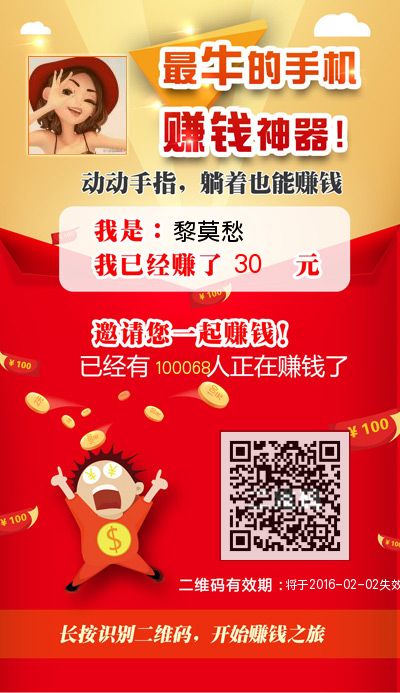 最牛的手机
赚钱神器！
动动手指，躺着也能赚钱
我是：黎莫愁
我已经赚了 30 元
¥100
邀请您一起赚钱！
已经有 100068人正在赚钱了
¥100
¥100
¥100
¥100
$
二维码有效期：将于2016-02-02失效
长按识别二维码，开始赚钱之旅